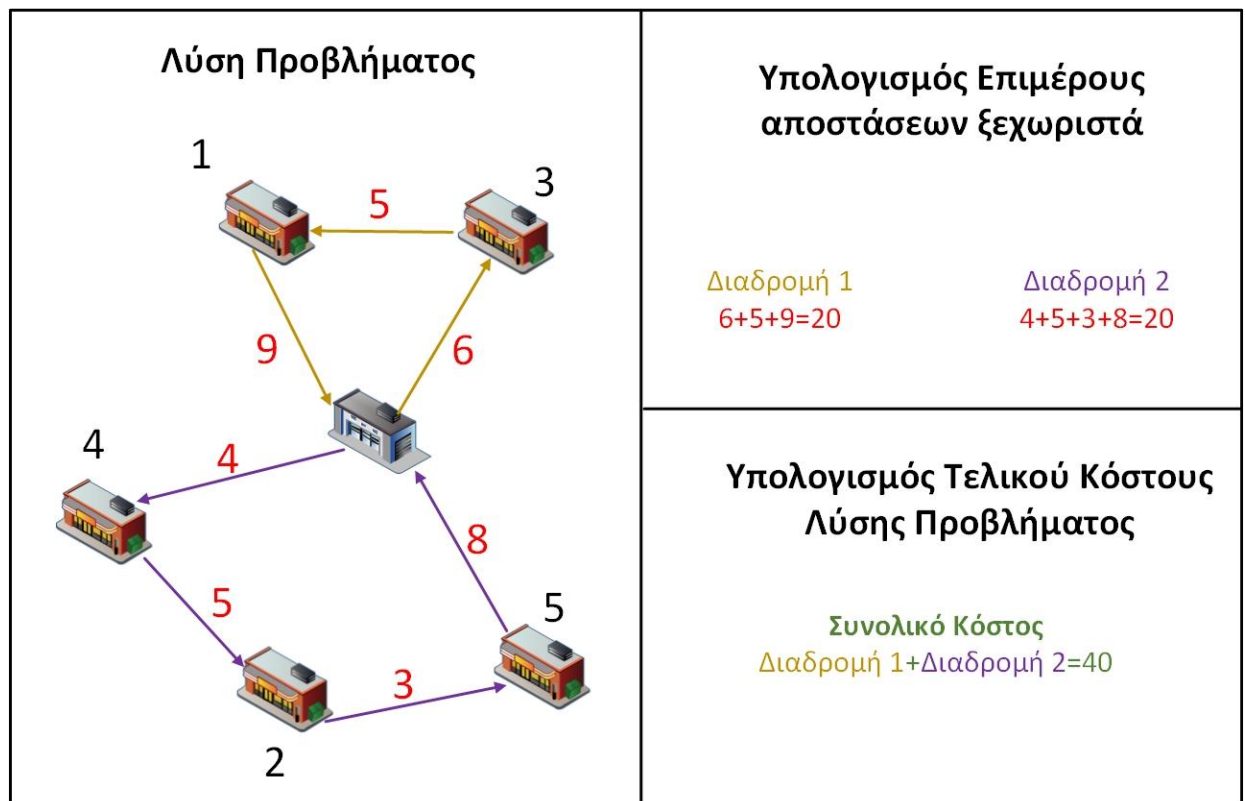 Λύση Προβλήματος
1
3
5
9
6
4
4
8
5
5
3
2
Υπολογισμός Επιμέρους
αποστάσεων ξεχωριστά
Διαδρομή 1
6+5+9=20
Διαδρομή 2
4+5+3+8=20
Υπολογισμός Τελικού Κόστους
Λύσης Προβλήματος
Συνολικό Κόστος
Διαδρομή 1+Διαδρομή 2=40